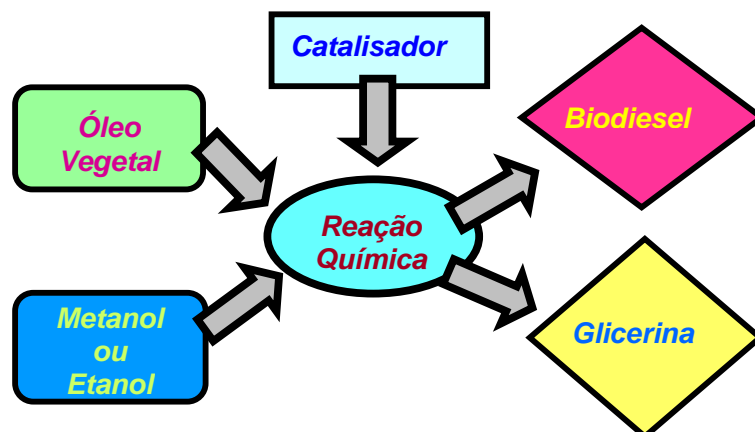 Catalisador
Óleo
Vegetal
Biodiesel
Reação
Química
Metanol
ou
Etanol
Glicerina